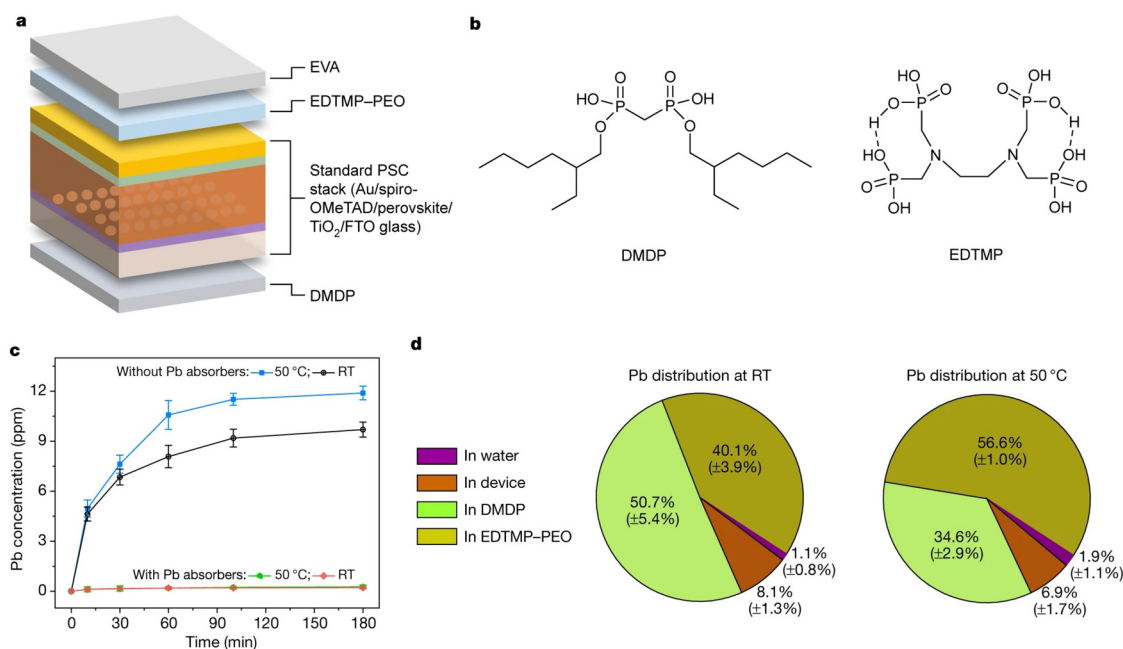 a
EVA
EDTMP–PEO
Standard PSC
stack (Au/spiro-
OMeTAD/perovskite/
TiO2/FTO glass)
DMDP
b
O
O
HO
P
P
OH
O
O
DMDP
HO
O
P
O
H
HO
P
O
OH
N
N
OH
P
O
O
H
OH
P
O
OH
EDTMP
c
Without Pb absorbers: 50 °C; RT
With Pb absorbers: 50 °C; RT
Pb concentration (ppm)
12
9
6
3
0
0
30
60
90
120
150
180
Time (min)
d
In water
In device
In DMDP
In EDTMP–PEO
Pb distribution at RT
40.1%
(±3.9%)
50.7%
(±5.4%)
1.1%
(±0.8%)
8.1%
(±1.3%)
Pb distribution at 50 °C
56.6%
(±1.0%)
34.6%
(±2.9%)
1.9%
(±1.1%)
6.9%
(±1.7%)